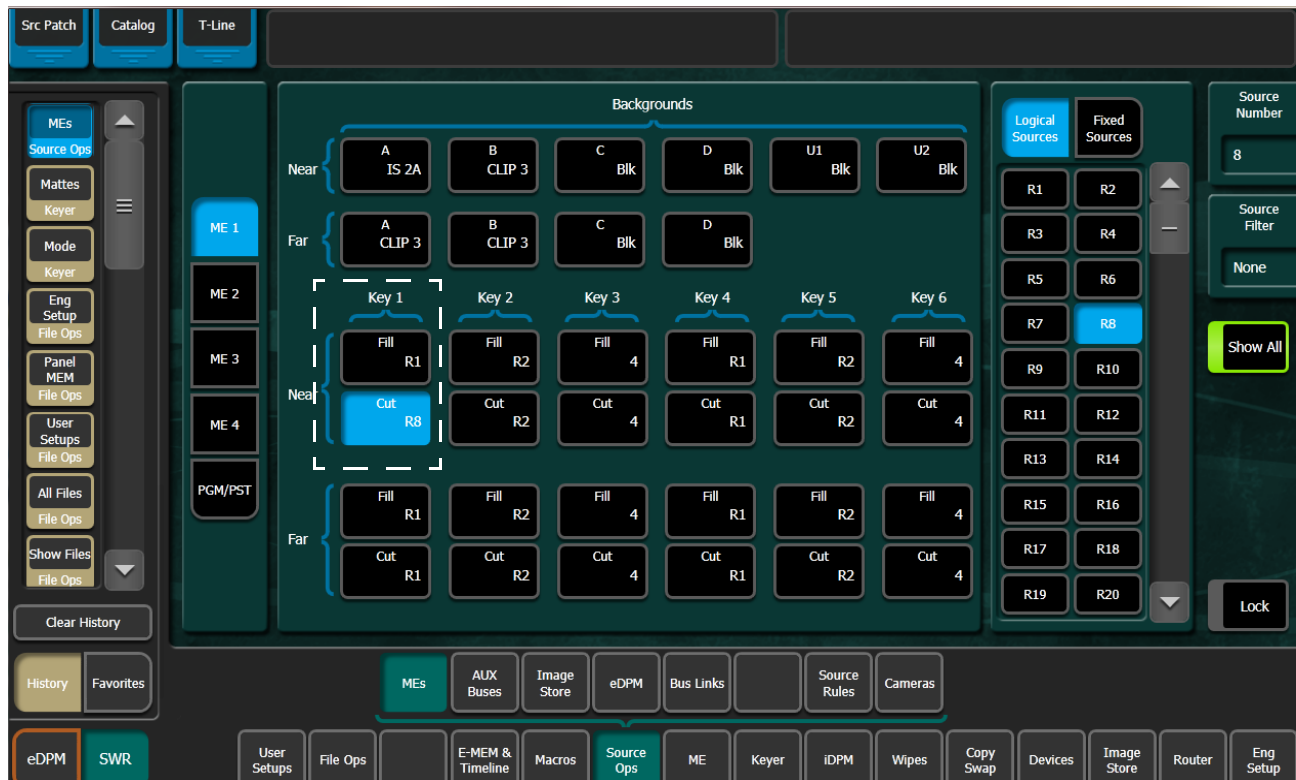 Src Patch
Catalog
T-Line
MEs
Source Ops
Mattes
Keyer
Mode
Keyer
Eng
Setup
File Ops
Panel
MEM
File Ops
User
Setups
File Ops
All Files
File Ops
Show Files
File Ops
Clear History
History
Favorites
eDPM
SWR
ME 1
ME 2
ME 3
ME 4
PGM/PST
Backgrounds
Near
A
IS 2A
B
CLIP 3
C
Blk
D
Blk
U1
Blk
U2
Blk
Far
A
CLIP 3
B
CLIP 3
C
Blk
D
Blk
Key 1
Key 2
Key 3
Key 4
Key 5
Key 6
Near
Fill
R1
Fill
R2
Fill
4
Fill
R1
Fill
R2
Fill
4
Cut
R8
Cut
R2
Cut
4
Cut
R1
Cut
R2
Cut
4
Far
Fill
R1
Fill
R2
Fill
4
Fill
R1
Fill
R2
Fill
4
Cut
R1
Cut
R2
Cut
4
Cut
R1
Cut
R2
Cut
4
Logical
Sources
Fixed
Sources
R1
R2
R3
R4
R5
R6
R7
R8
R9
R10
R11
R12
R13
R14
R15
R16
R17
R18
R19
R20
Source
Number
8
Source
Filter
None
Show All
Lock
MEs
AUX
Buses
Image
Store
eDPM
Bus Links
Source
Rules
Cameras
User
Setups
File Ops
E-MEM &
Timeline
Macros
Source
Ops
ME
Keyer
iDPM
Wipes
Copy
Swap
Devices
Image
Store
Router
Eng
Setup